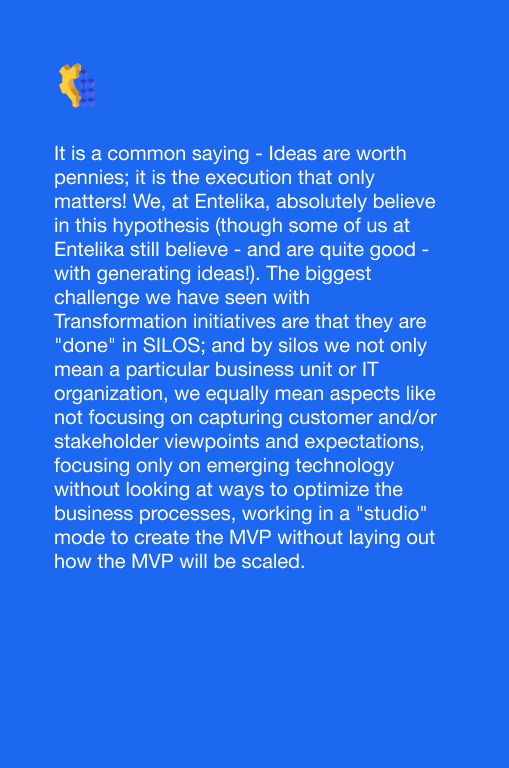 It is a common saying - Ideas are worth
pennies; it is the execution that only
matters! We, at Entelika, absolutely believe
in this hypothesis (though some of us at
Entelika still believe - and are quite good -
with generating ideas!). The biggest
challenge we have seen with
Transformation initiatives are that they are
"done" in SILOS; and by silos we not only
mean a particular business unit or IT
organization, we equally mean aspects like
not focusing on capturing customer and/or
stakeholder viewpoints and expectations,
focusing only on emerging technology
without looking at ways to optimize the
business processes, working in a "studio"
mode to create the MVP without laying out
how the MVP will be scaled.